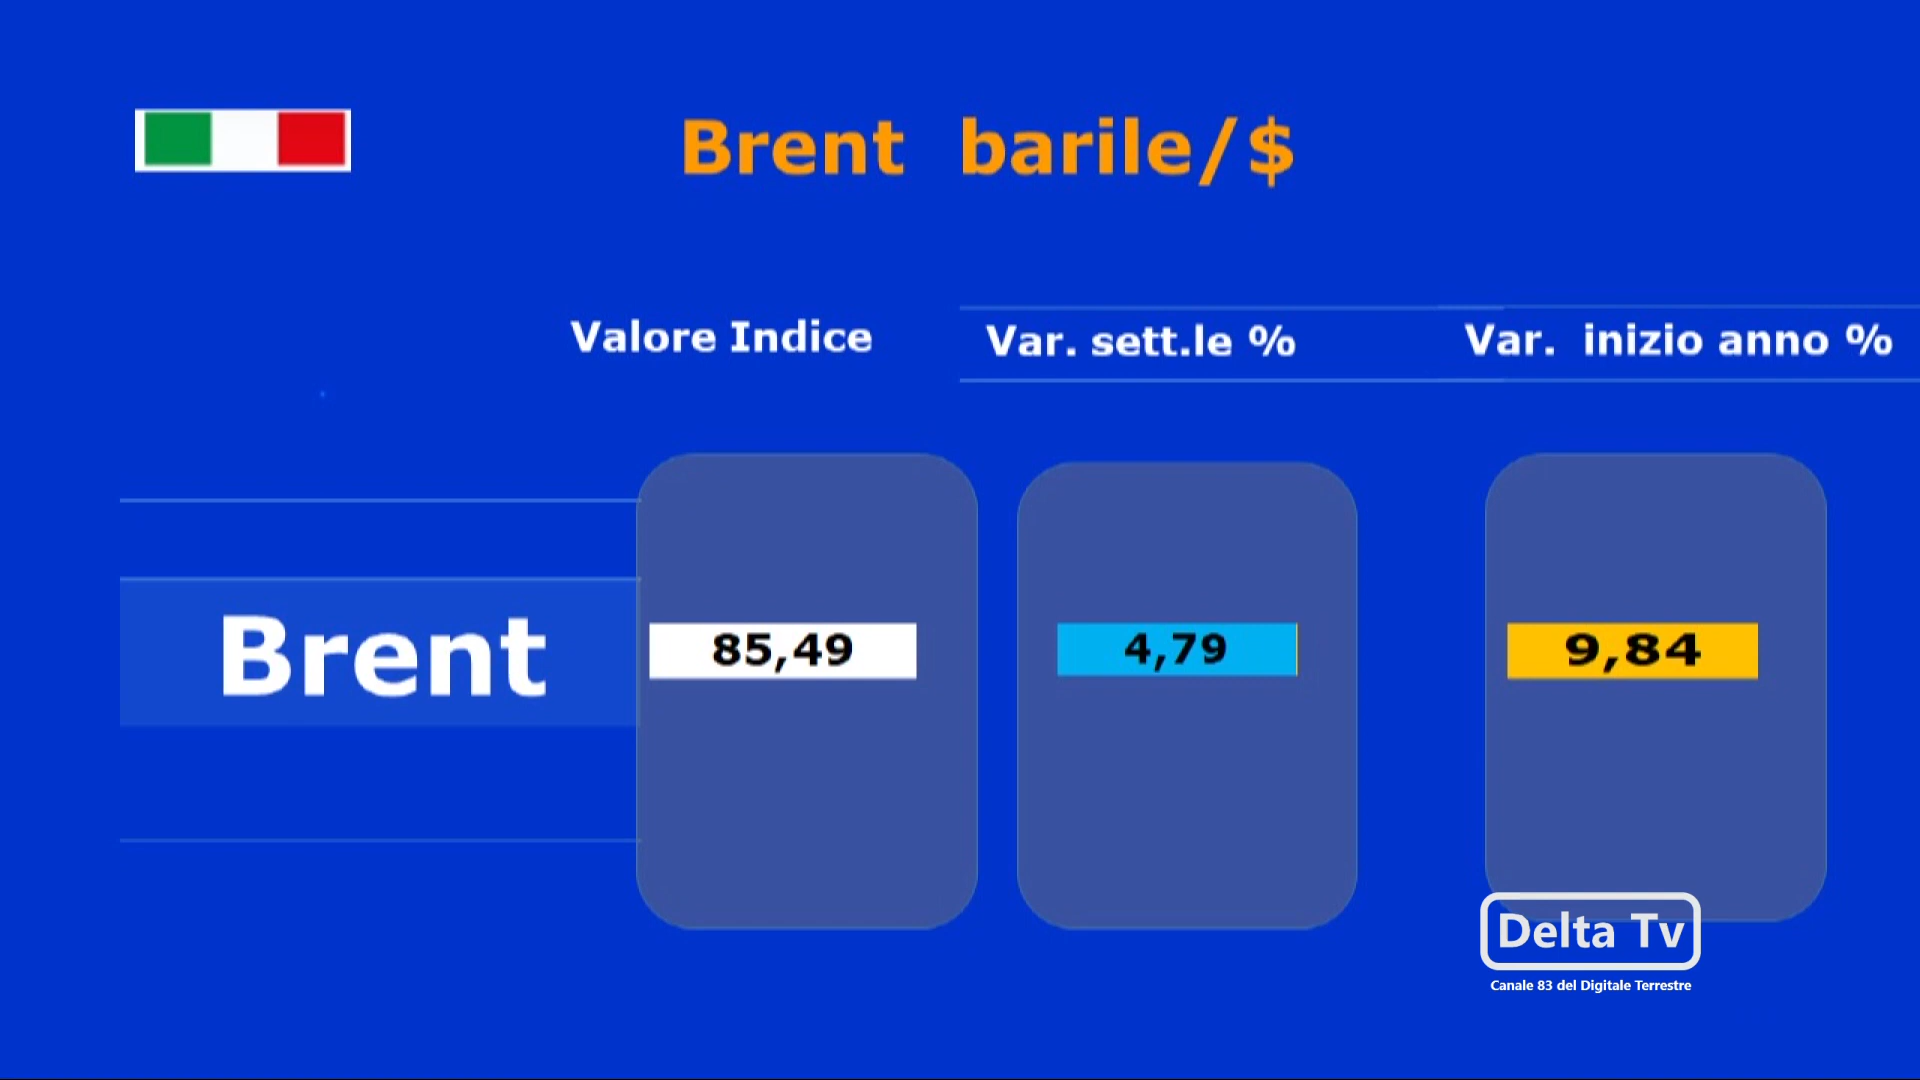 Brent barile/$
Valore Indice
Var. sett.le %
Var. inizio anno %
Brent
85,49
4,79
9,84
Delta Tv
Canale 83 del Digitale Terrestre